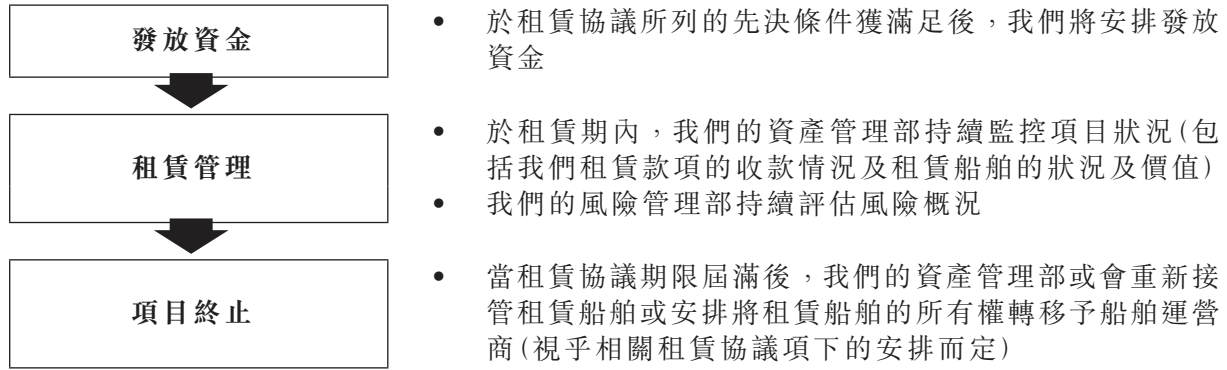 發放資金
• 於租賃協議所列的先決條件獲滿足後，我們將安排發放
資金
租賃管理
• 於租賃期內，我們的資產管理部持續監控項目狀況(包
括我們租賃款項的收款情況及租賃船舶的狀況及價值)
• 我們的風險管理部持續評估風險概況
項目終止
• 當租賃協議期限屆滿後，我們的資產管理部或會重新接
管租賃船舶或安排將租賃船舶的所有權轉移予船舶運營
商(視乎相關租賃協議項下的安排而定)